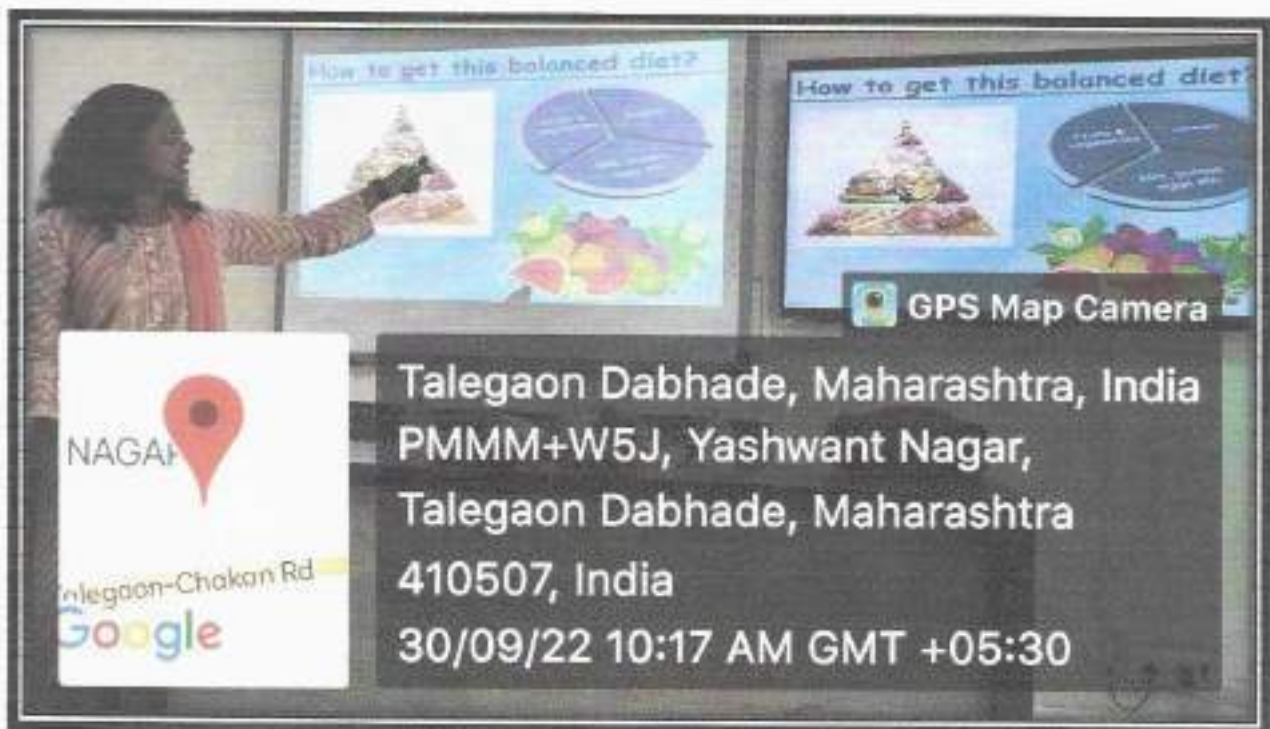 How to get this balanced diet?
How to get this balanced diet?
GPS Map Camera
Talegaon Dabhade, Maharashtra, India
PMMM+W5J, Yashwant Nagar,
Talegaon Dabhade, Maharashtra
410507, India
30/09/22 10:17 AM GMT +05:30
NAGAR
Talegaon-Chakan Rd
Google